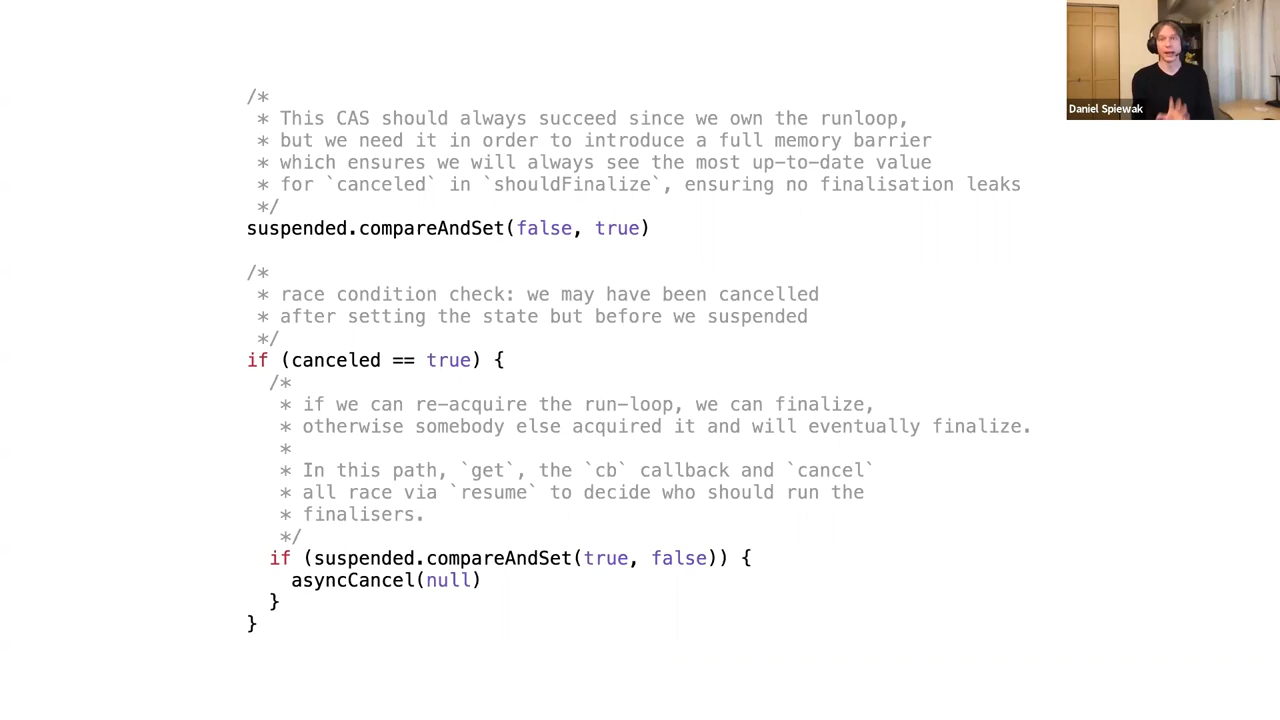 /*
 * This CAS should always succeed since we own the runloop,
 * but we need it in order to introduce a full memory barrier
 * which ensures we will always see the most up-to-date value
 * for `canceled` in `shouldFinalize`, ensuring no finalisation leaks
 */
suspended.compareAndSet(false, true)
/*
 * race condition check: we may have been cancelled
 * after setting the state but before we suspended
 */
if (canceled == true) {
  /*
   * if we can re-acquire the run-loop, we can finalize,
   * otherwise somebody else acquired it and will eventually finalize.
   *
   * In this path, `get`, the `cb` callback and `cancel`
   * all race via `resume` to decide who should run the
   * finalisers.
   */
  if (suspended.compareAndSet(true, false)) {
    asyncCancel(null)
  }
}
Daniel Spiewak